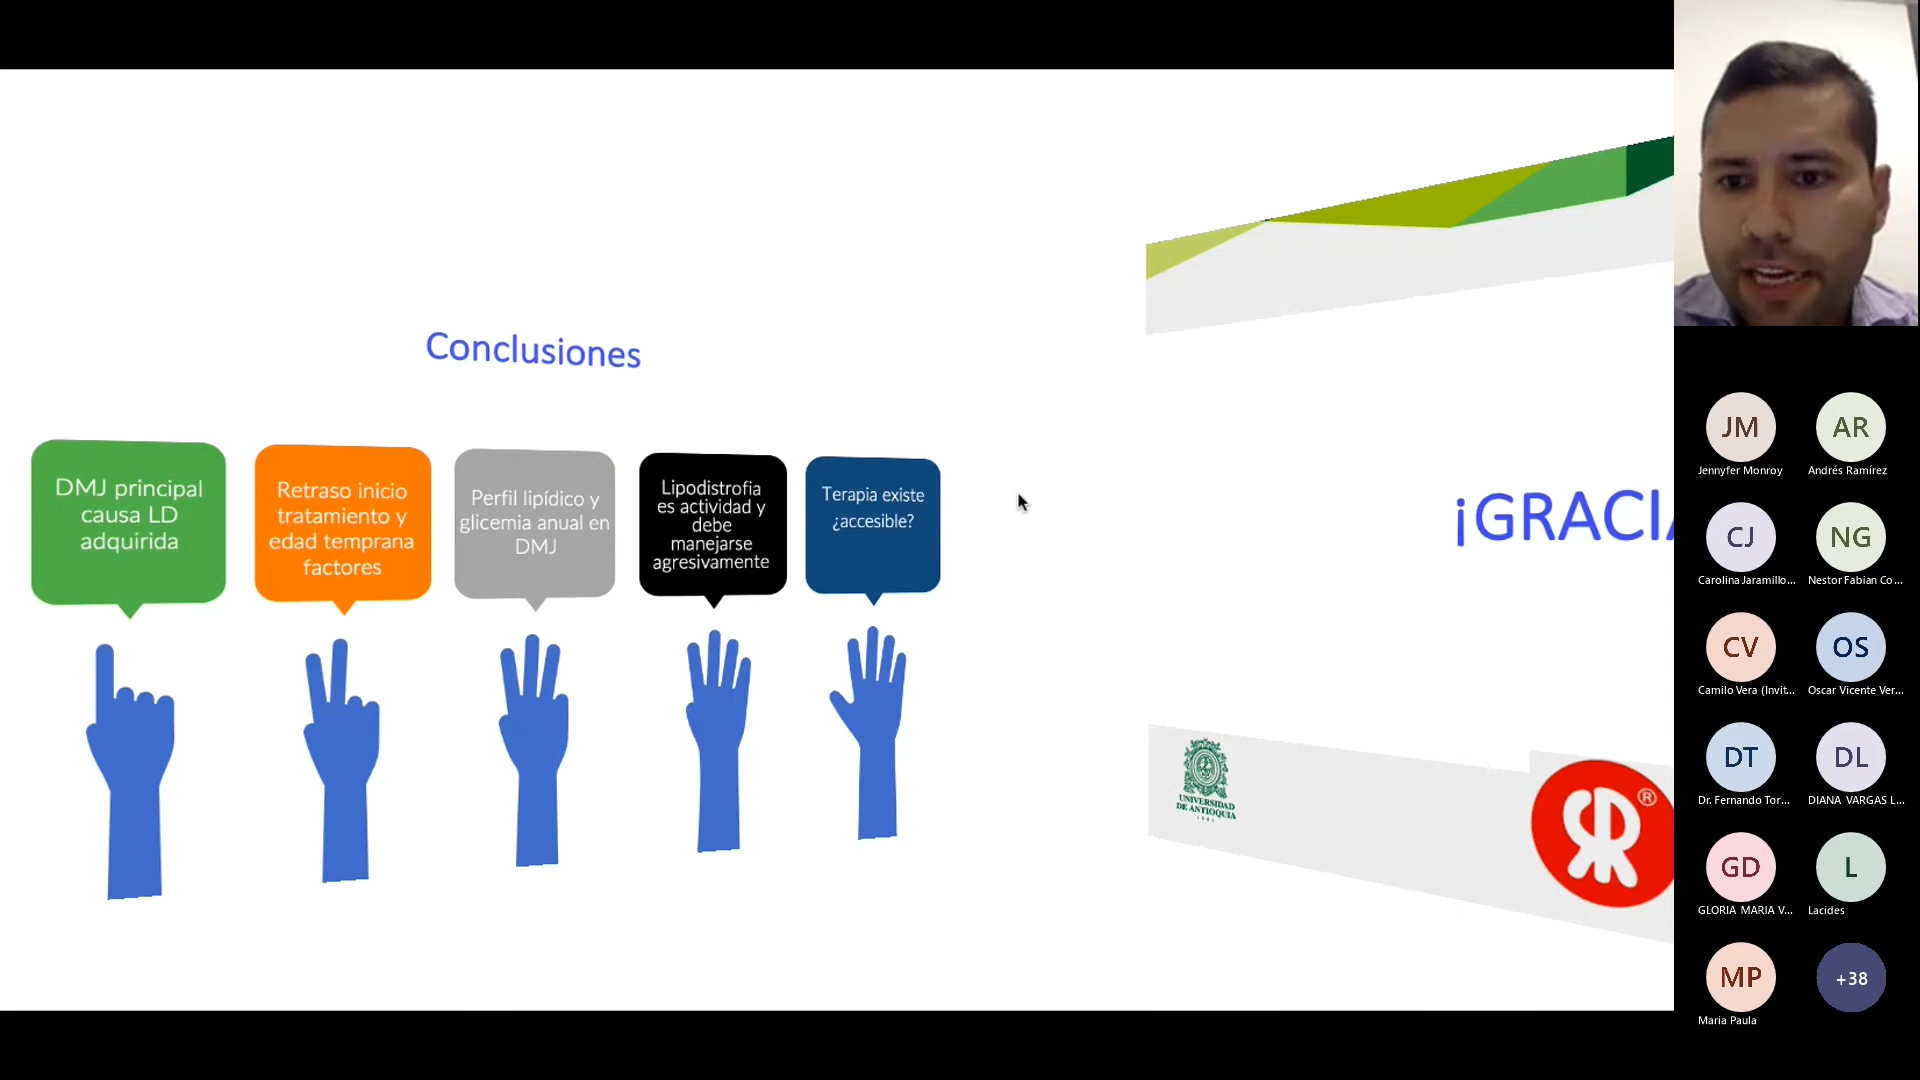 Conclusiones
DMJ principal
causa LD
adquirida
Retraso inicio
tratamiento y
edad temprana
factores
Perfil lipídico y
glicemia anual en
DMJ
Lipodistrofia
es actividad y
debe
manejarse
agresivamente
Terapia existe
¿accesible?
¡GRACIA
UNIVERSIDAD
DE ANTIOQUIA
1803
®
JM
AR
Jennyfer Monroy
Andrés Ramírez
CJ
NG
Carolina Jaramillo...
Nestor Fabian Co...
CV
OS
Camilo Vera (Invit...
Oscar Vicente Ver...
DT
DL
Dr. Fernando Tor...
DIANA VARGAS L...
GD
L
GLORIA MARIA V...
Lacides
MP
+38
Maria Paula